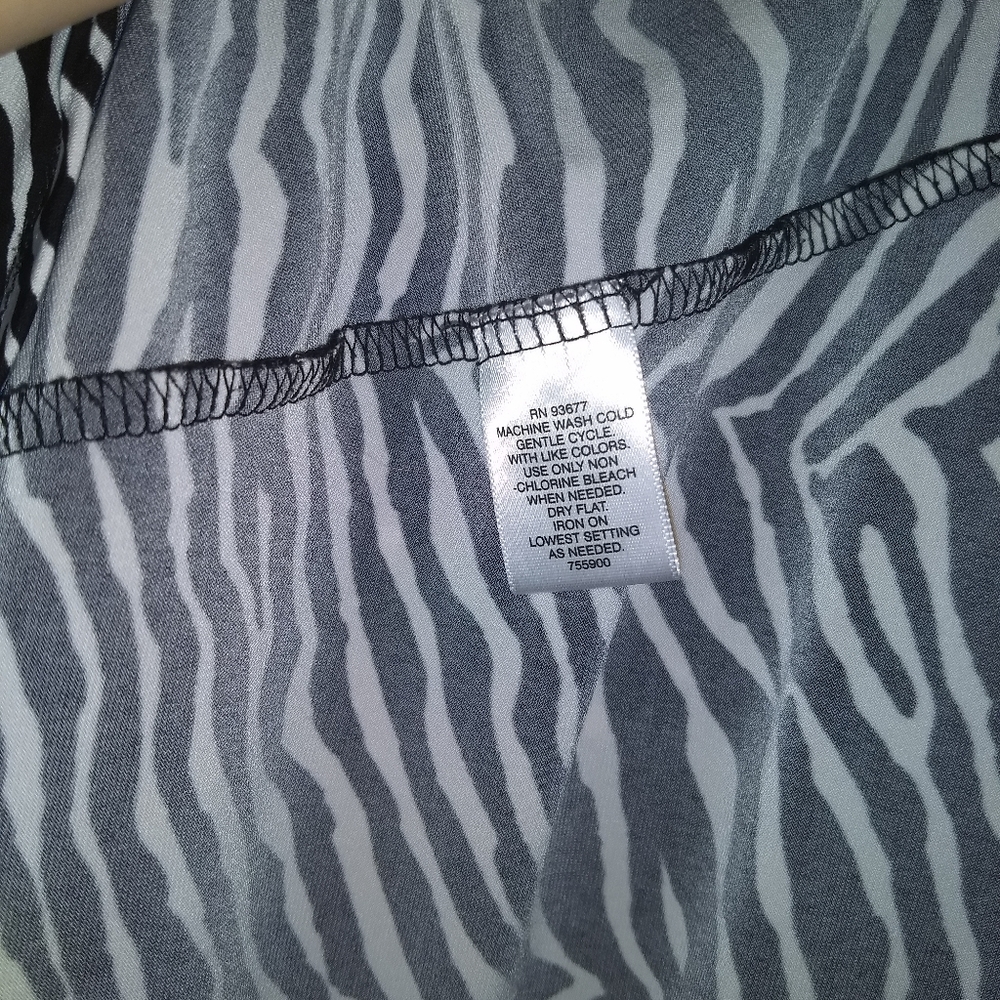 RN 93677
MACHINE WASH COLD
GENTLE CYCLE.
WITH LIKE COLORS.
USE ONLY NON
-CHLORINE BLEACH
WHEN NEEDED.
DRY FLAT.
IRON ON
LOWEST SETTING
AS NEEDED.
755900